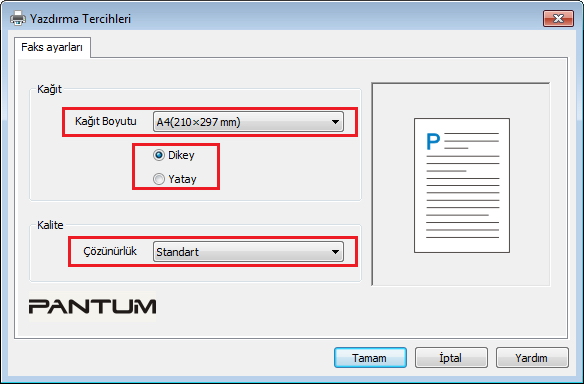 Yazdırma Tercihleri
Faks ayarları
Kağıt
Kağıt Boyutu A4(210×297 mm)
Dikey
Yatay
Kalite
Çözünürlük Standart
P
PANTUM
Tamam İptal Yardım